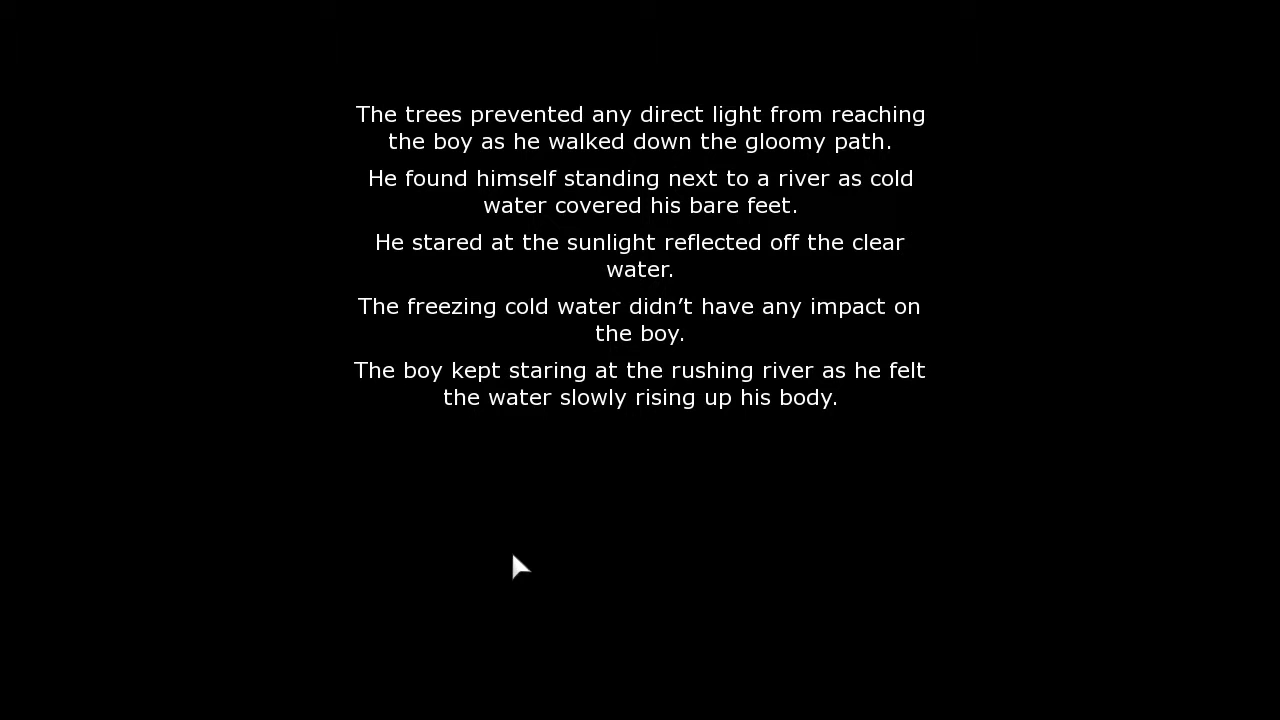 The trees prevented any direct light from reaching
the boy as he walked down the gloomy path.
He found himself standing next to a river as cold
water covered his bare feet.
He stared at the sunlight reflected off the clear
water.
The freezing cold water didn’t have any impact on
the boy.
The boy kept staring at the rushing river as he felt
the water slowly rising up his body.